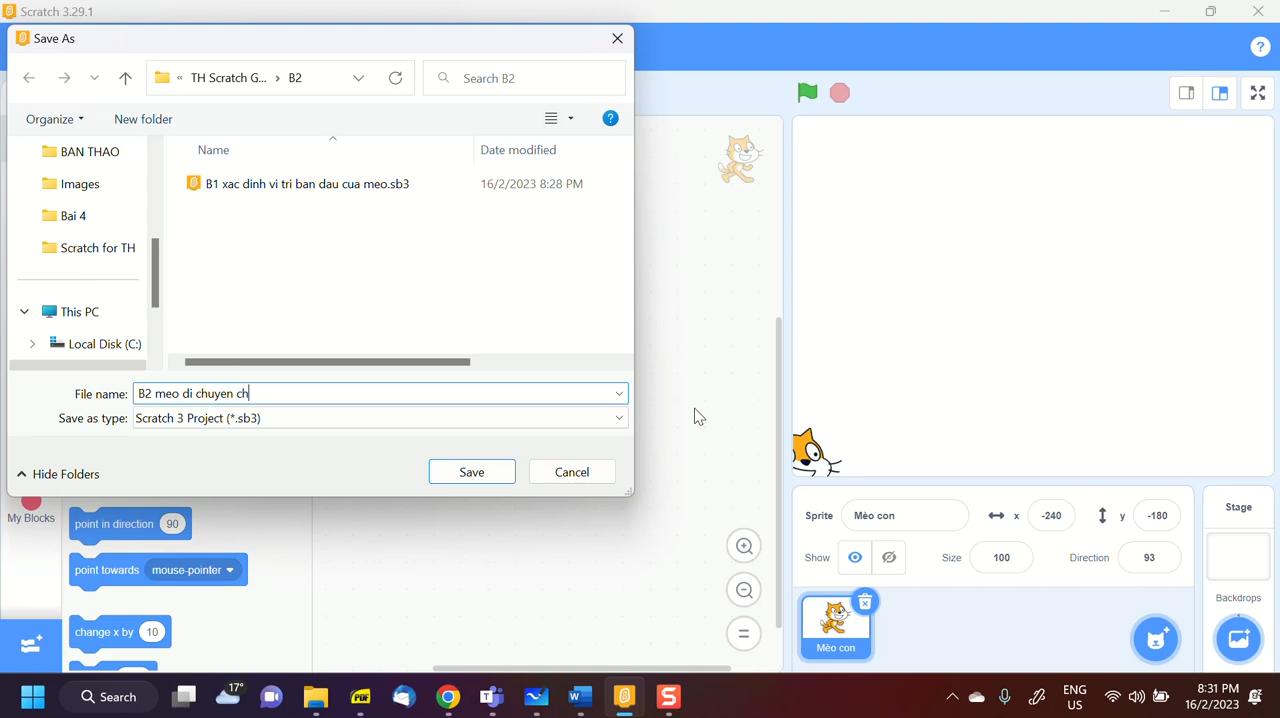 Scratch 3.29.1
Save As
« TH Scratch G... › B2
Search B2
Organize
New folder
Name
Date modified
BAN THAO
Images
Bai 4
Scratch for TH
This PC
Local Disk (C:)
B1 xac dinh vi tri ban dau cua meo.sb3
16/2/2023 8:28 PM
File name: B2 meo di chuyen ch
Save as type: Scratch 3 Project (*.sb3)
Hide Folders
Save
Cancel
My Blocks
point in direction 90
point towards mouse-pointer
change x by 10
Sprite Mèo con x -240 y -180
Show Size 100 Direction 93
Mèo con
Stage
Backdrops
Search
17°
PDF
ENG
US
8:31 PM
16/2/2023